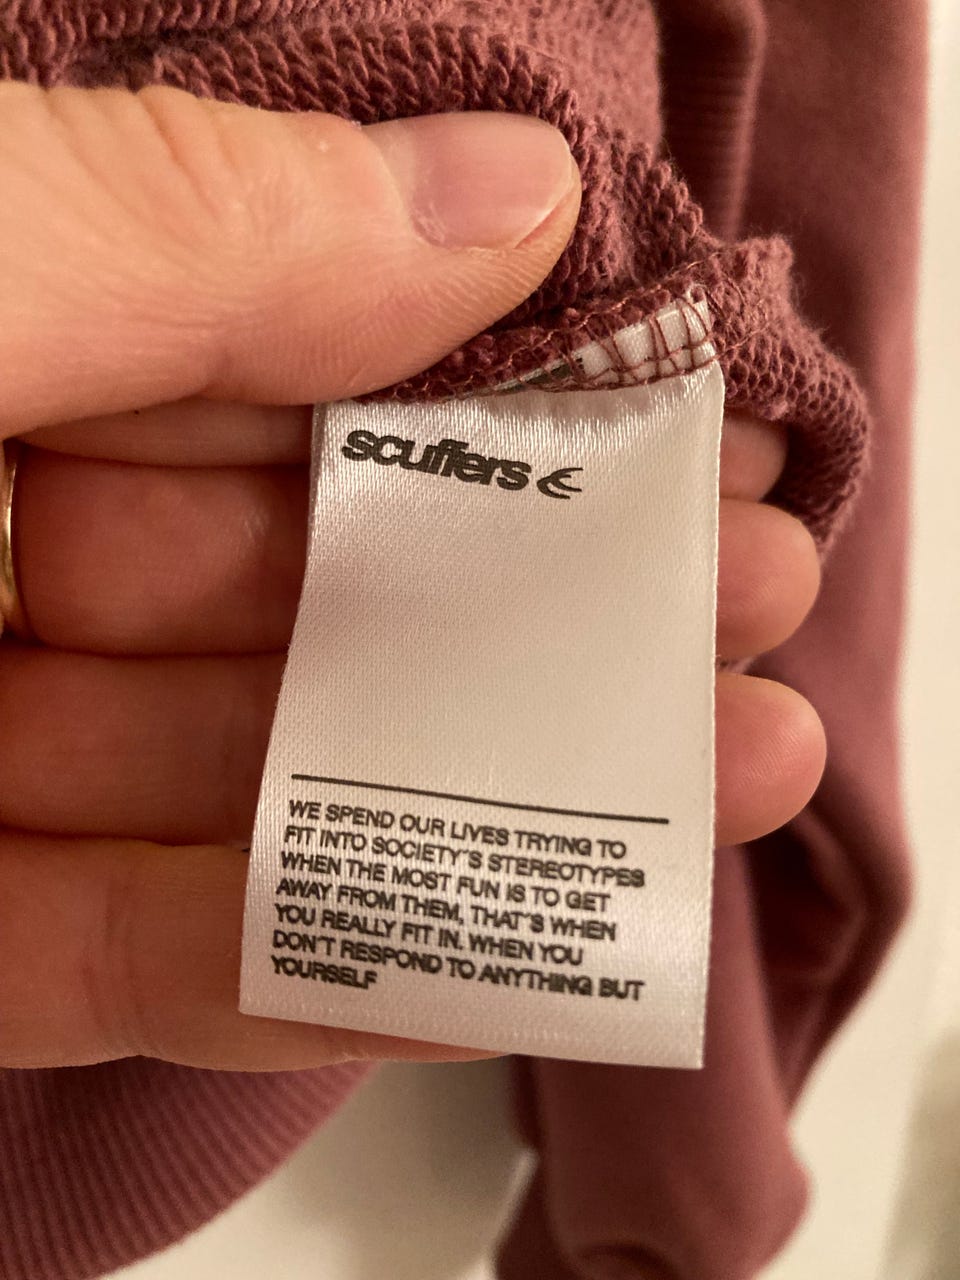 scuffers
WE SPEND OUR LIVES TRYING TO
FIT INTO SOCIETY'S STEREOTYPES
WHEN THE MOST FUN IS TO GET
AWAY FROM THEM, THAT'S WHEN
YOU REALLY FIT IN. WHEN YOU
DON'T RESPOND TO ANYTHING BUT
YOURSELF